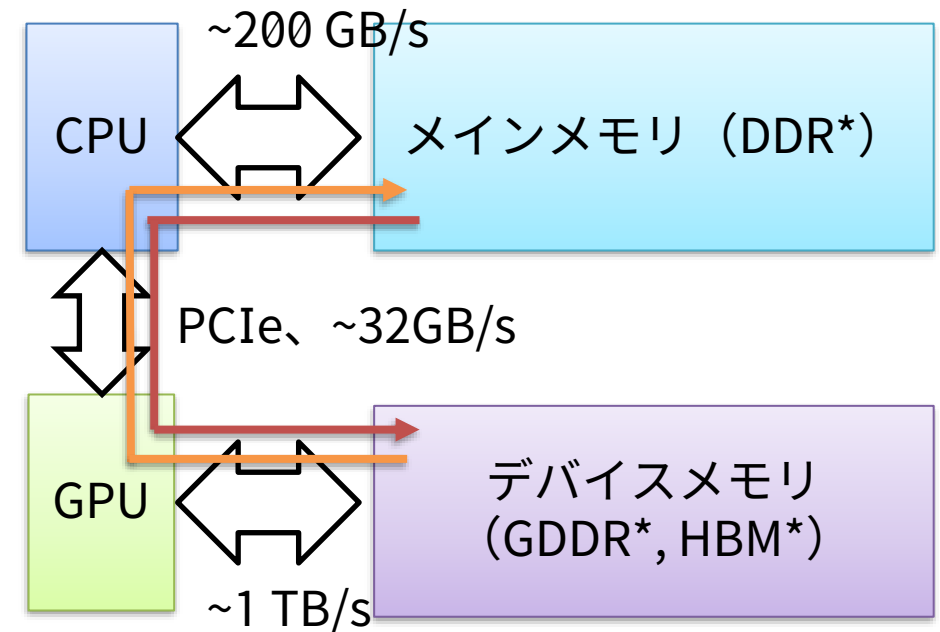 ~200 GB/s
CPU
メインメモリ（DDR*）
PCIe、~32GB/s
GPU
デバイスメモリ
（GDDR*, HBM*）
~1 TB/s